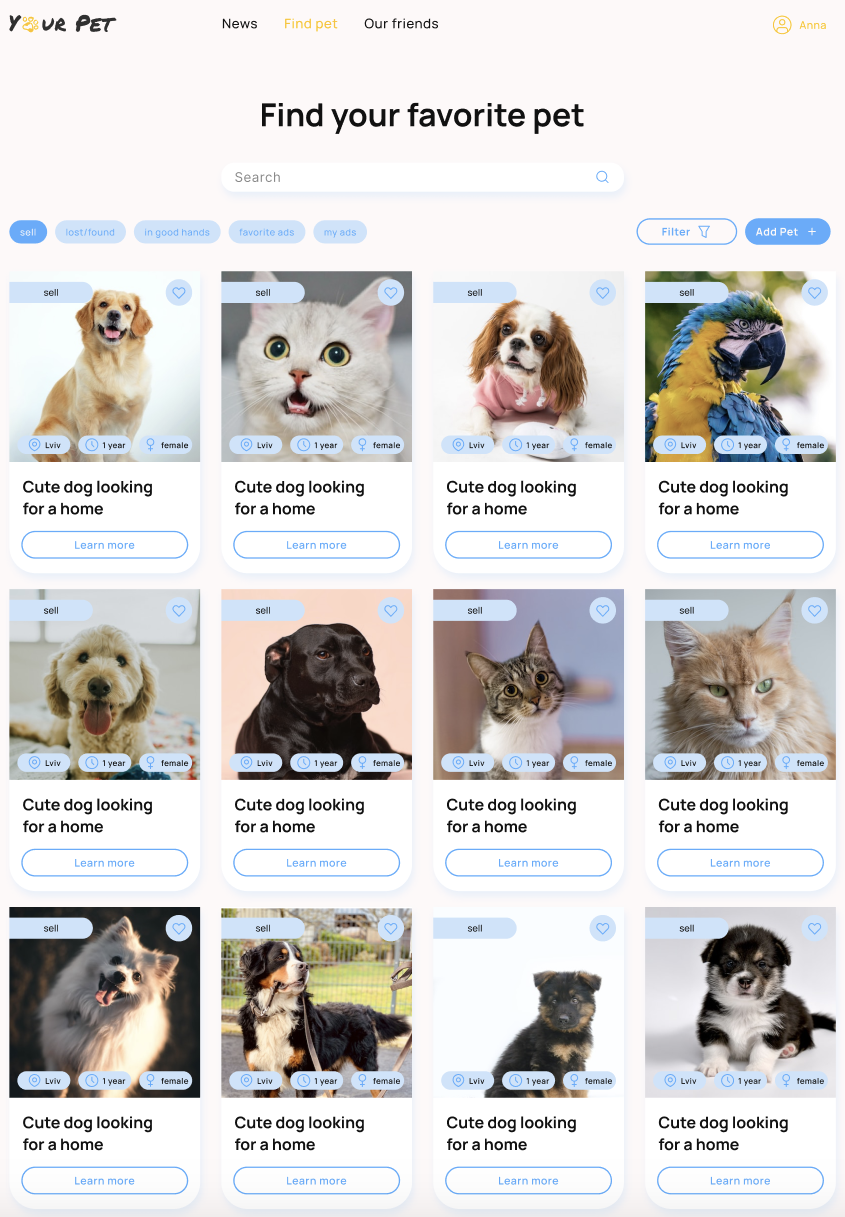 Your Pet
News
Find pet
Our friends
Anna
Find your favorite pet
Search
sell
lost/found
in good hands
favorite ads
my ads
Filter
Add Pet +
sell
Lviv
1 year
female
Cute dog looking
for a home
Learn more
sell
Lviv
1 year
female
Cute dog looking
for a home
Learn more
sell
Lviv
1 year
female
Cute dog looking
for a home
Learn more
sell
Lviv
1 year
female
Cute dog looking
for a home
Learn more
sell
Lviv
1 year
female
Cute dog looking
for a home
Learn more
sell
Lviv
1 year
female
Cute dog looking
for a home
Learn more
sell
Lviv
1 year
female
Cute dog looking
for a home
Learn more
sell
Lviv
1 year
female
Cute dog looking
for a home
Learn more
sell
Lviv
1 year
female
Cute dog looking
for a home
Learn more
sell
Lviv
1 year
female
Cute dog looking
for a home
Learn more
sell
Lviv
1 year
female
Cute dog looking
for a home
Learn more
sell
Lviv
1 year
female
Cute dog looking
for a home
Learn more